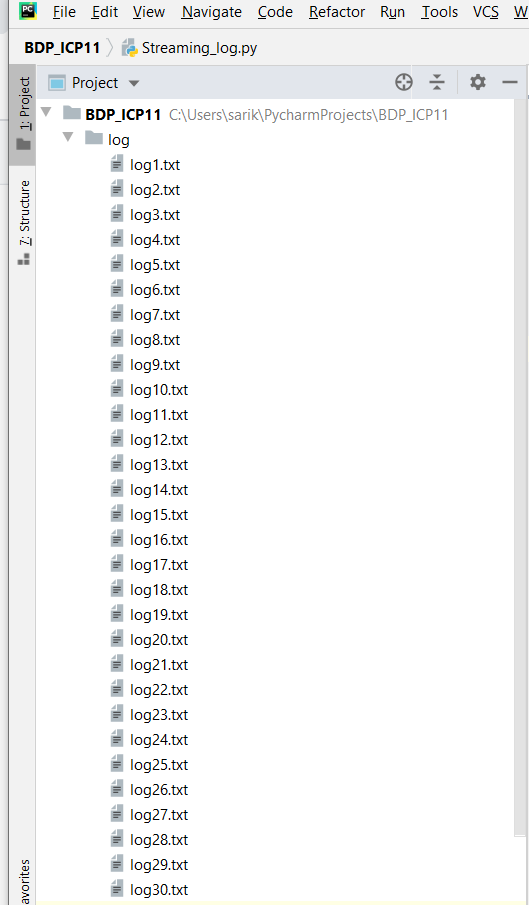 PC File Edit View Navigate Code Refactor Run Tools VCS W
BDP_ICP11 Streaming_log.py
Project
BDP_ICP11 C:\Users\sarik\PycharmProjects\BDP_ICP11
log
log1.txt
log2.txt
log3.txt
log4.txt
log5.txt
log6.txt
log7.txt
log8.txt
log9.txt
log10.txt
log11.txt
log12.txt
log13.txt
log14.txt
log15.txt
log16.txt
log17.txt
log18.txt
log19.txt
log20.txt
log21.txt
log22.txt
log23.txt
log24.txt
log25.txt
log26.txt
log27.txt
log28.txt
log29.txt
log30.txt
1: Project
7: Structure
avorites